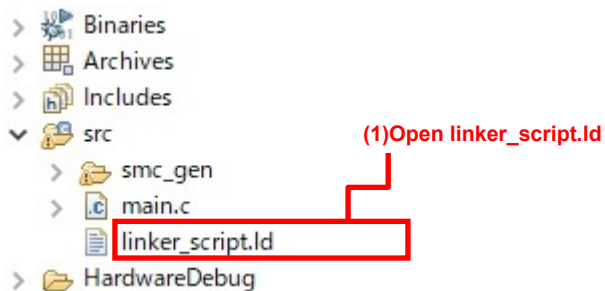 Binaries
Archives
Includes
src
(1)Open linker_script.ld
smc_gen
main.c
linker_script.ld
HardwareDebug